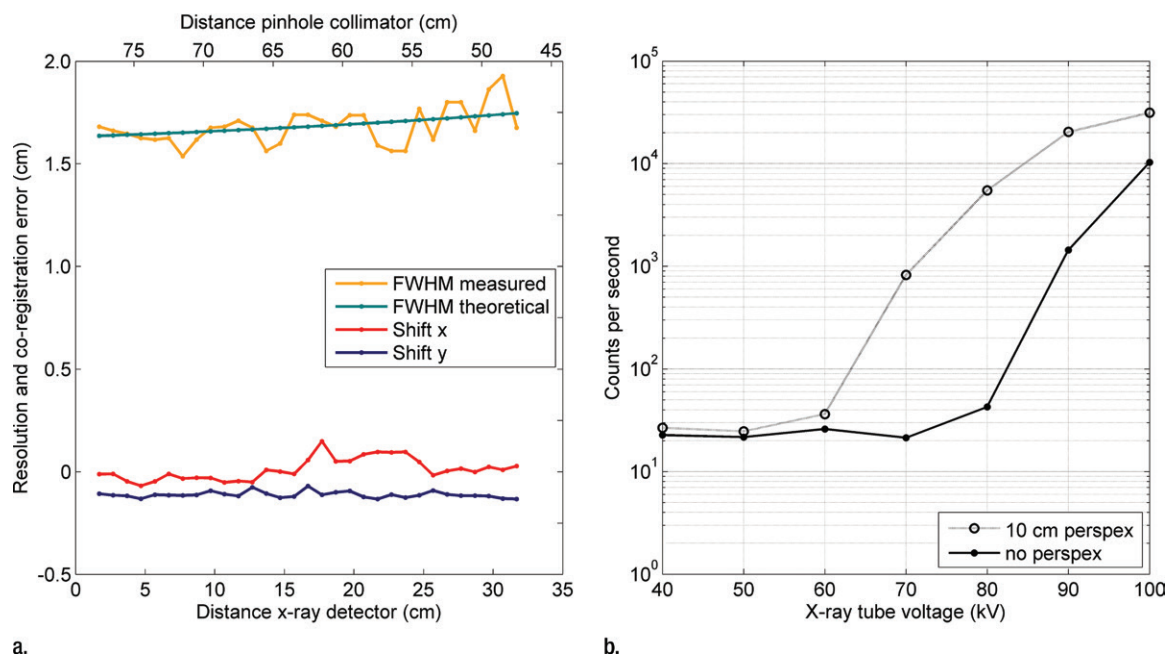 Distance pinhole collimator (cm)
75 70 65 60 55 50 45
2.0
1.5
1.0
0.5
0
-0.5
Resolution and co-registration error (cm)
FWHM measured
FWHM theoretical
Shift x
Shift y
0 5 10 15 20 25 30 35
Distance x-ray detector (cm)
a.
10^5
10^4
10^3
10^2
10^1
10^0
Counts per second
10 cm perspex
no perspex
40 50 60 70 80 90 100
X-ray tube voltage (kV)
b.